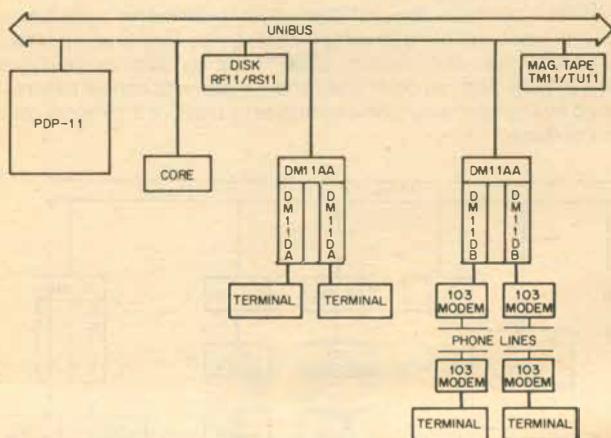 UNIBUS
PDP-11
CORE
DISK
RF11/RS11
MAG. TAPE
TM11/TU11
DM11AA
DM11DA
DM11DA
TERMINAL
TERMINAL
DM11AA
DM11DB
DM11DB
103
MODEM
103
MODEM
PHONE LINES
103
MODEM
103
MODEM
TERMINAL
TERMINAL